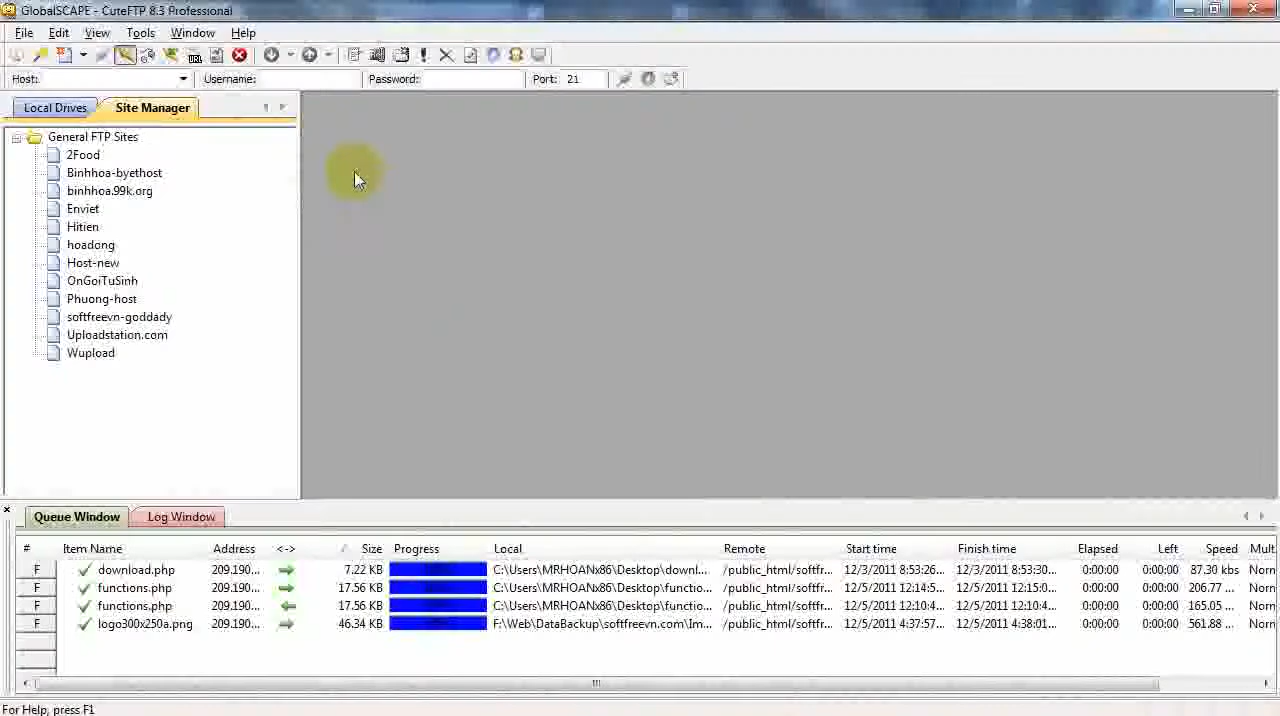 GlobalSCAPE - CuteFTP 8.3 Professional
File Edit View Tools Window Help
Host: Username: Password: Port: 21
Local Drives Site Manager
General FTP Sites
2Food
Binhhoa-byethost
binhhoa.99k.org
Enviet
Hitien
hoadong
Host-new
OnGoiTuSinh
Phuong-host
softfreevn-goddady
Uploadstation.com
Wupload
Queue Window Log Window
# Item Name Address <-> / Size Progress Local Remote Start time Finish time Elapsed Left Speed Mult
F download.php 209.190... 7.22 KB C:\Users\MRHOANx86\Desktop\downl... /public_html/softfr... 12/3/2011 8:53:26... 12/3/2011 8:53:30... 0:00:00 0:00:00 87.30 kbs Norn
F functions.php 209.190... 17.56 KB C:\Users\MRHOANx86\Desktop\functio... /public_html/softfr... 12/5/2011 12:14:5... 12/5/2011 12:15:0... 0:00:00 0:00:00 206.77 ... Norn
F functions.php 209.190... 17.56 KB C:\Users\MRHOANx86\Desktop\functio... /public_html/softfr... 12/5/2011 12:10:4... 12/5/2011 12:10:4... 0:00:00 0:00:00 165.05 ... Norn
F logo300x250a.png 209.190... 46.34 KB F:\Web\DataBackup\softfreevn.com\Im... /public_html/softfr... 12/5/2011 4:37:57... 12/5/2011 4:38:01... 0:00:00 0:00:00 561.88 ... Norn
For Help, press F1